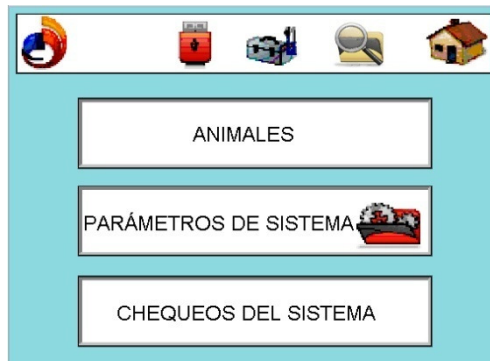 ANIMALES
PARÁMETROS DE SISTEMA
CHEQUEOS DEL SISTEMA